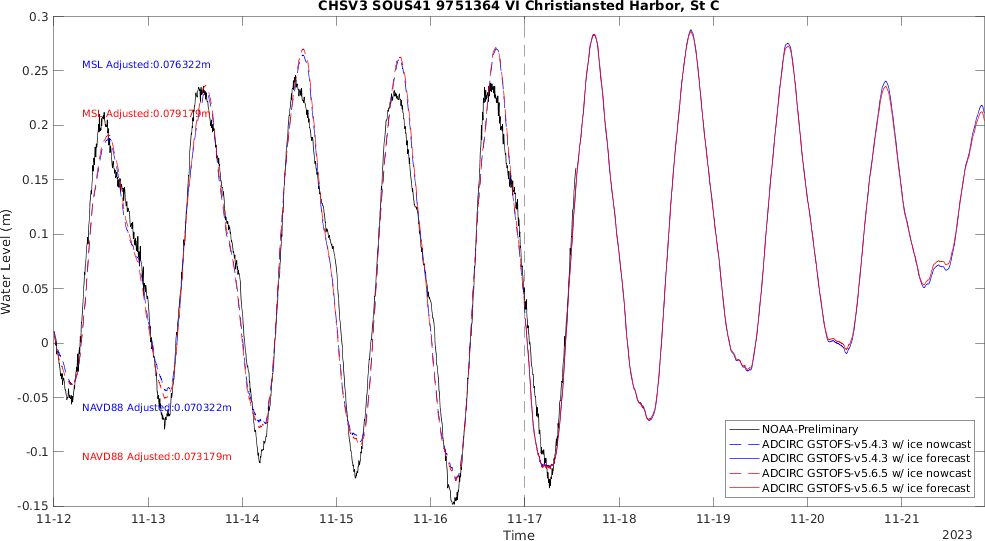 CHSV3 SOUS41 9751364 VI Christiansted Harbor, St C
0.3
0.25
0.2
0.15
0.1
0.05
0
-0.05
-0.1
-0.15
Water Level (m)
MSL Adjusted:0.076322m
MSL Adjusted:0.079179m
NAVD88 Adjusted:0.070322m
NAVD88 Adjusted:0.073179m
NOAA-Preliminary
ADCIRC GSTOFS-v5.4.3 w/ ice nowcast
ADCIRC GSTOFS-v5.4.3 w/ ice forecast
ADCIRC GSTOFS-v5.6.5 w/ ice nowcast
ADCIRC GSTOFS-v5.6.5 w/ ice forecast
11-12 11-13 11-14 11-15 11-16 11-17 11-18 11-19 11-20 11-21
Time
2023